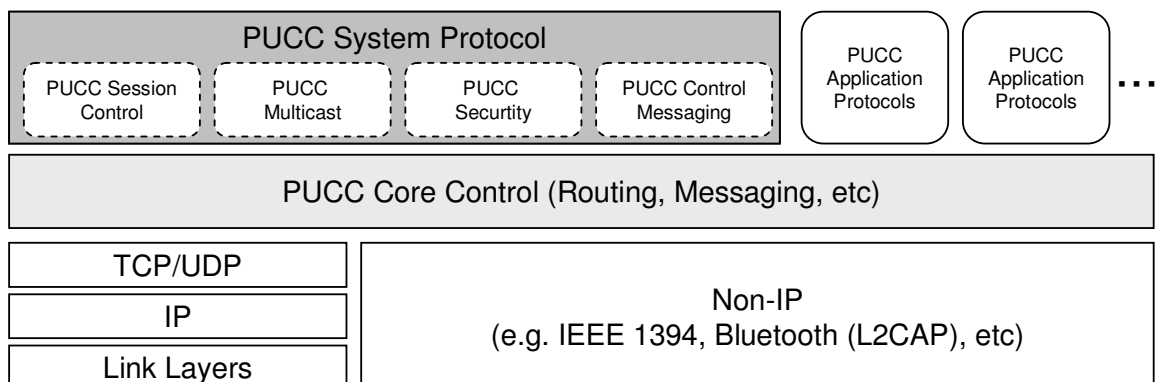 PUCC System Protocol
PUCC Session
Control
PUCC
Multicast
PUCC
Securtity
PUCC Control
Messaging
PUCC
Application
Protocols
PUCC
Application
Protocols
...
PUCC Core Control (Routing, Messaging, etc)
TCP/UDP
IP
Link Layers
Non-IP
(e.g. IEEE 1394, Bluetooth (L2CAP), etc)